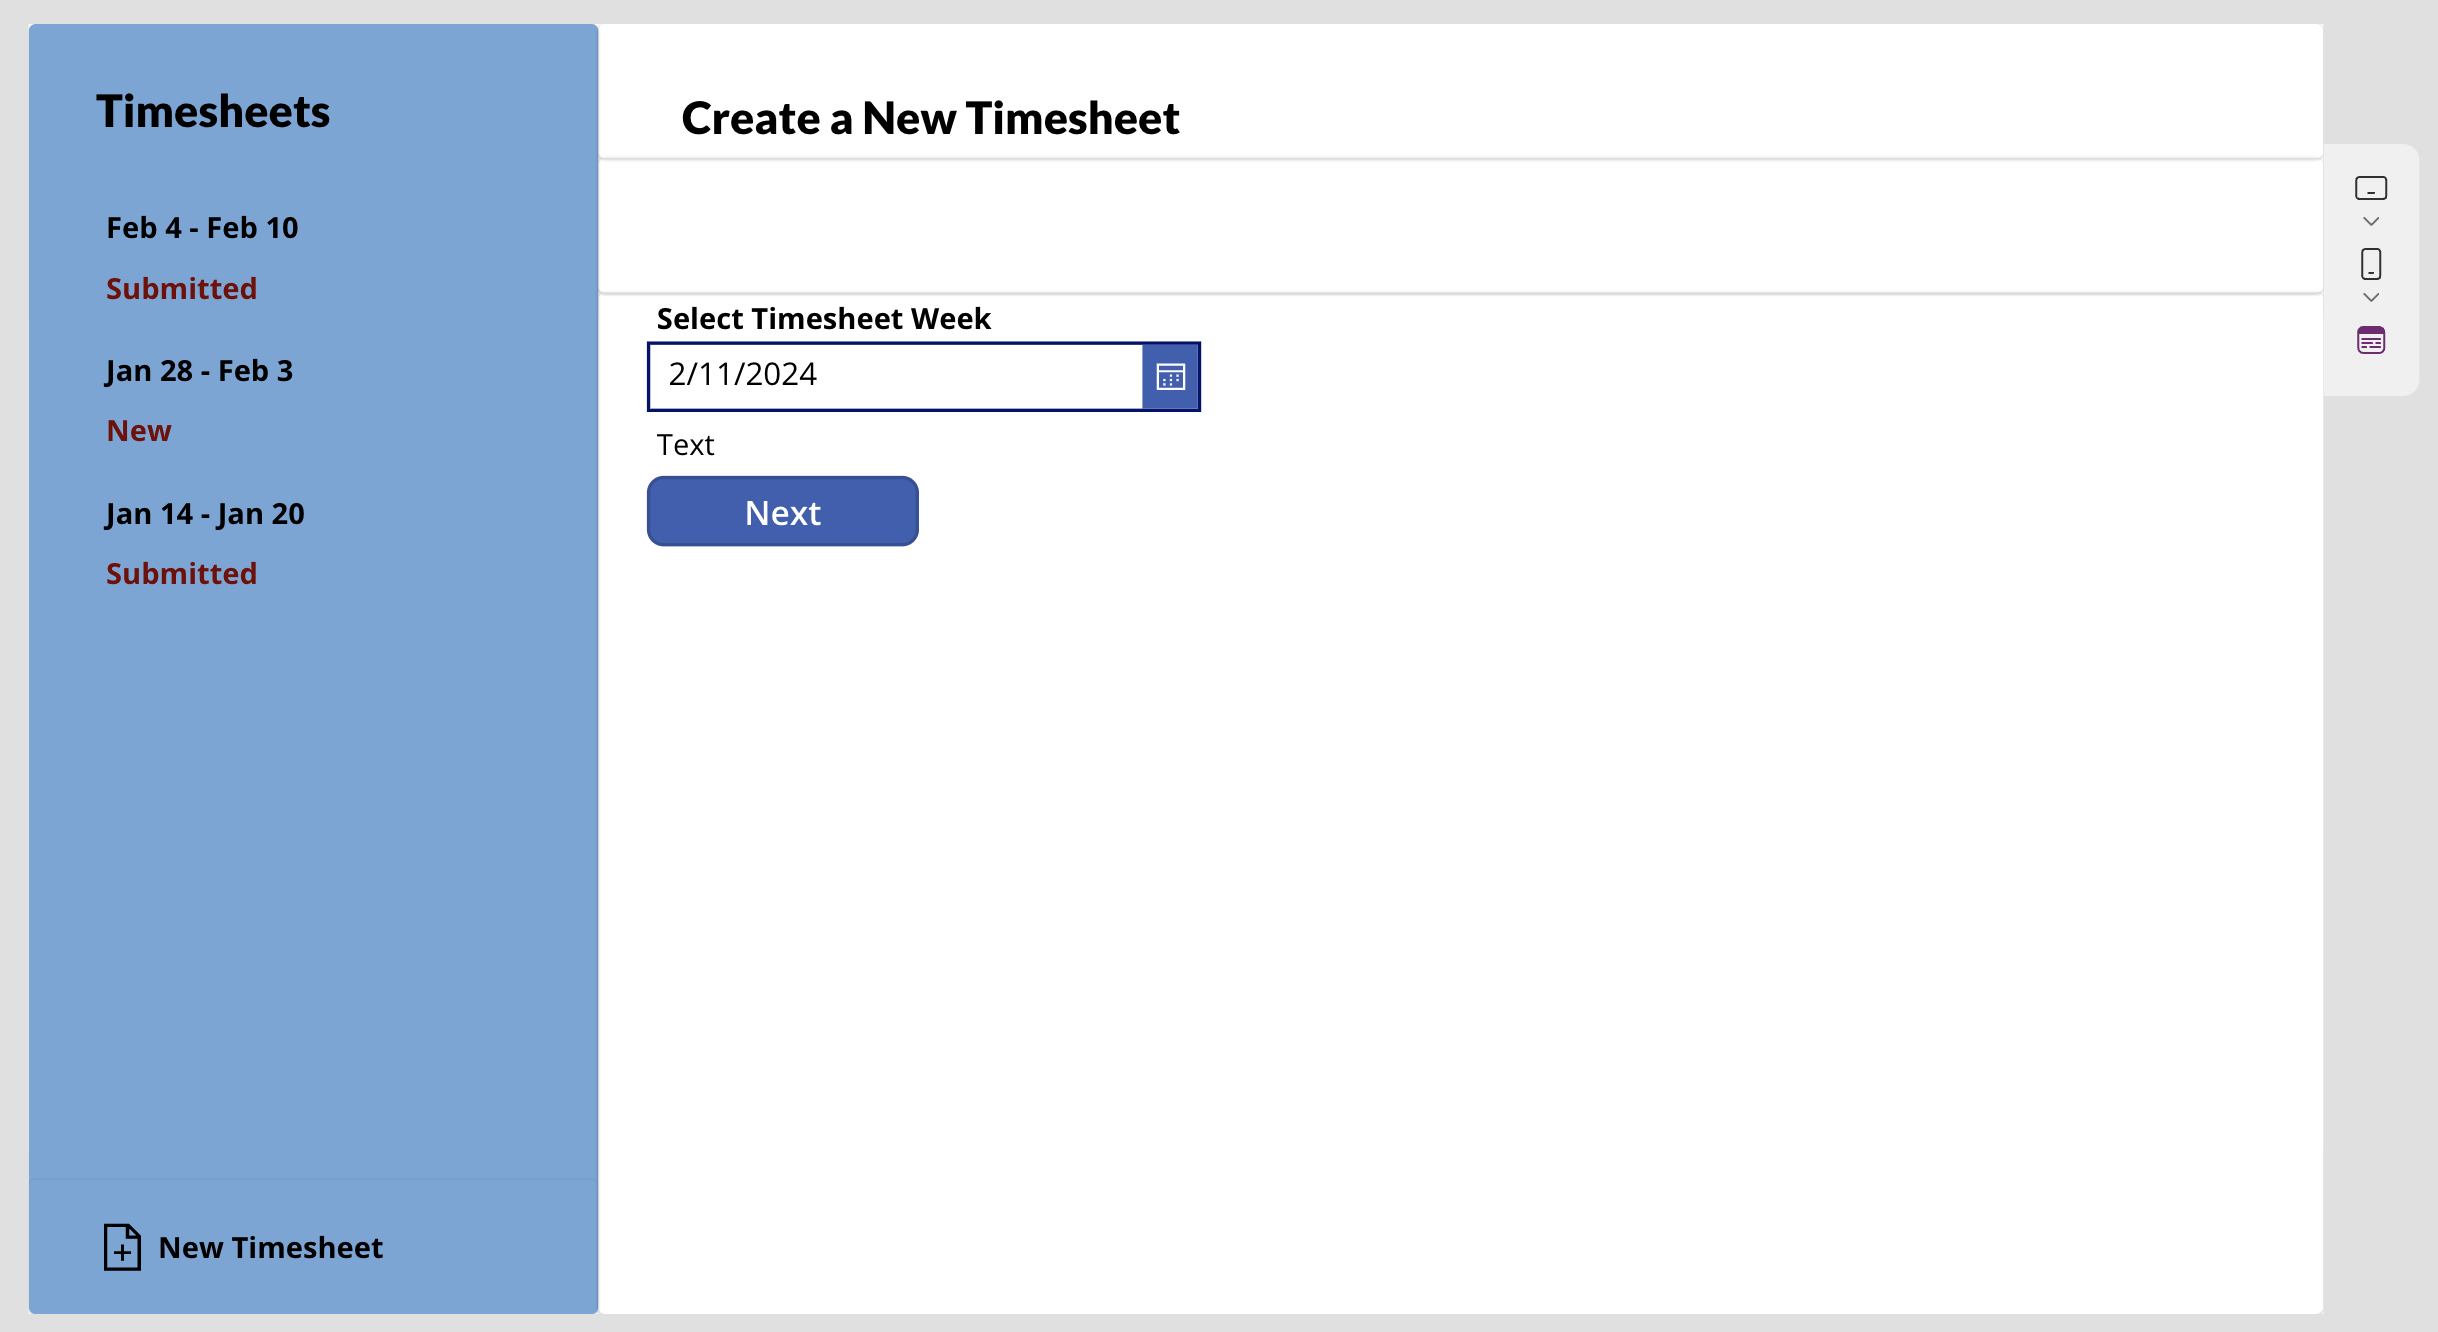 Timesheets
Feb 4 - Feb 10
Submitted
Jan 28 - Feb 3
New
Jan 14 - Jan 20
Submitted
New Timesheet
Create a New Timesheet
Select Timesheet Week
2/11/2024
Text
Next